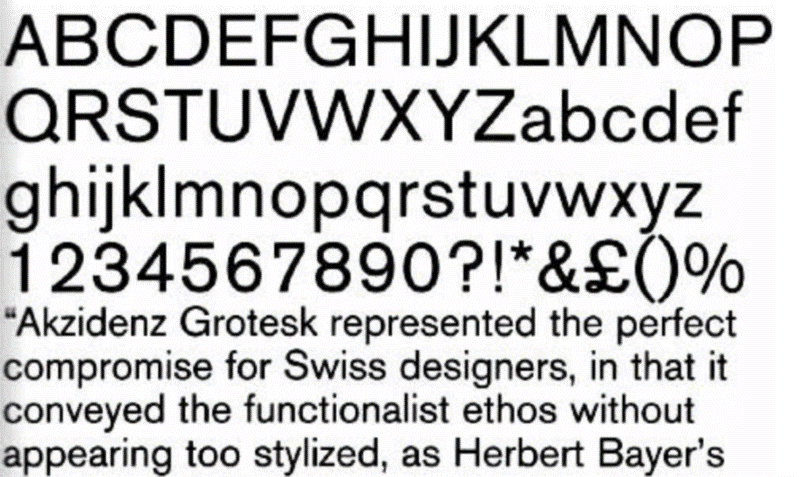 ABCDEFGHIJKLMNOP
QRSTUVWXYZabcdef
ghijklmnopqrstuvwxyz
1234567890?!*&£()%
“Akzidenz Grotesk represented the perfect
compromise for Swiss designers, in that it
conveyed the functionalist ethos without
appearing too stylized, as Herbert Bayer's